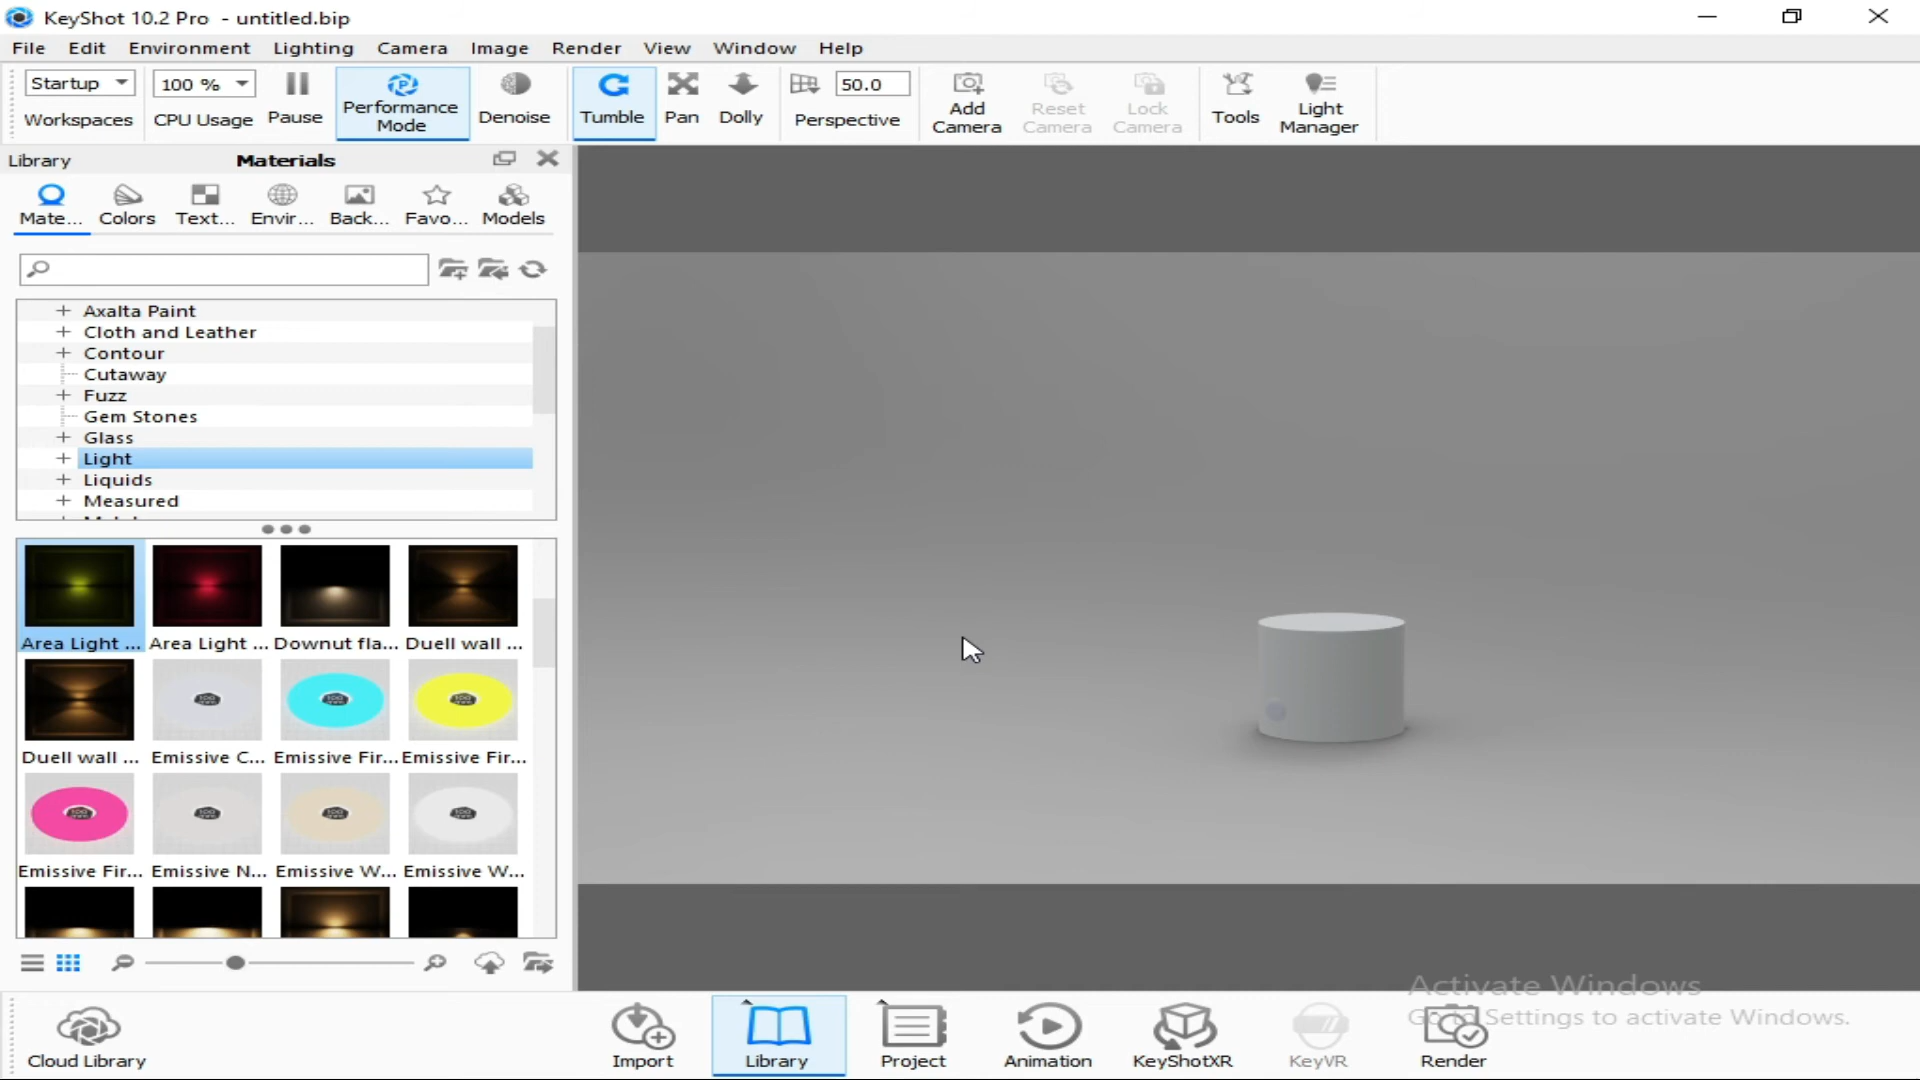 KeyShot 10.2 Pro - untitled.bip
File Edit Environment Lighting Camera Image Render View Window Help
Startup 100 % 50.0
Workspaces CPU Usage Pause Performance Mode Denoise Tumble Pan Dolly Perspective Add Camera Reset Camera Lock Camera Tools Light Manager
Library Materials
Mate... Colors Text... Envir... Back... Favo... Models
Axalta Paint
Cloth and Leather
Contour
Cutaway
Fuzz
Gem Stones
Glass
Light
Liquids
Measured
Area Light ... Area Light ... Downut fla... Duell wall ...
Duell wall ... Emissive C... Emissive Fir... Emissive Fir...
Emissive Fir... Emissive N... Emissive W... Emissive W...
Activate Windows
Go to Settings to activate Windows.
Cloud Library Import Library Project Animation KeyShotXR KeyVR Render